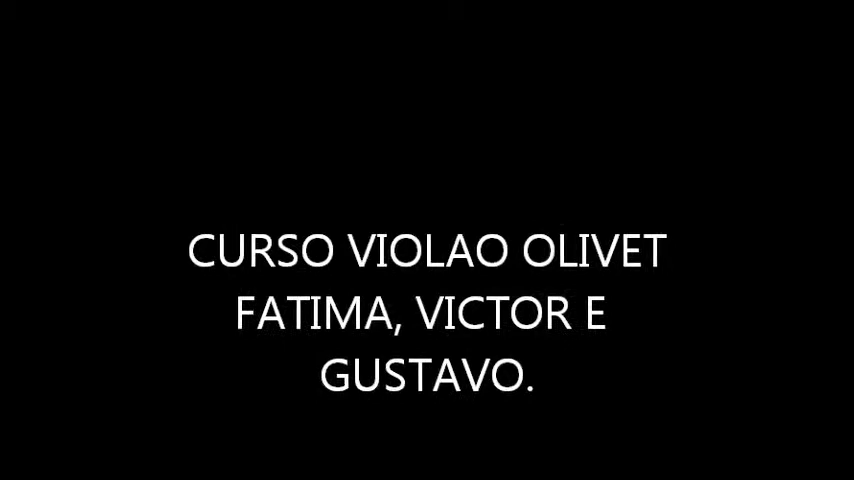 CURSO VIOLAO OLIVET
FATIMA, VICTOR E
GUSTAVO.